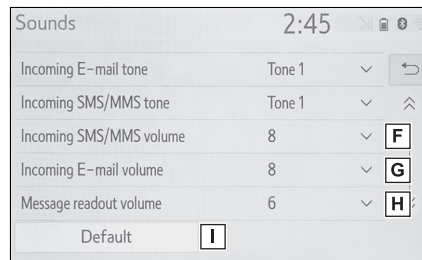 Sounds 2:45
Incoming E-mail tone Tone 1
Incoming SMS/MMS tone Tone 1
Incoming SMS/MMS volume 8 F
Incoming E-mail volume 8 G
Message readout volume 6 H
Default I